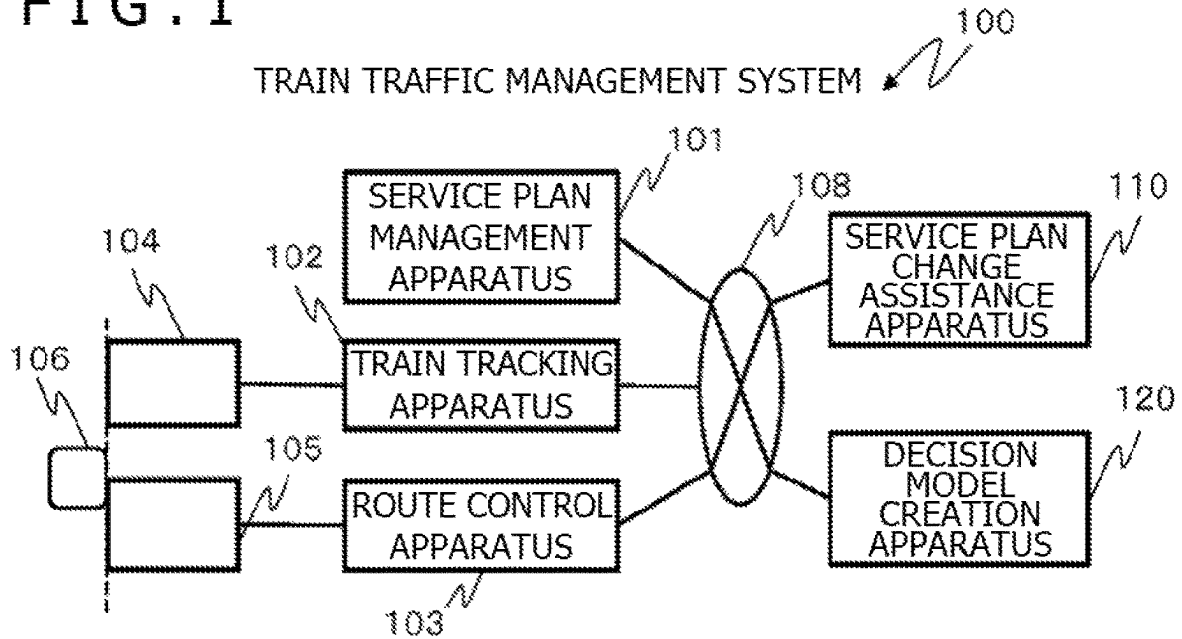 FIG.1
100
TRAIN TRAFFIC MANAGEMENT SYSTEM
101
SERVICE PLAN
MANAGEMENT
APPARATUS
108
110
SERVICE PLAN
CHANGE
ASSISTANCE
APPARATUS
104
102
TRAIN TRACKING
APPARATUS
106
105
ROUTE CONTROL
APPARATUS
103
120
DECISION
MODEL
CREATION
APPARATUS